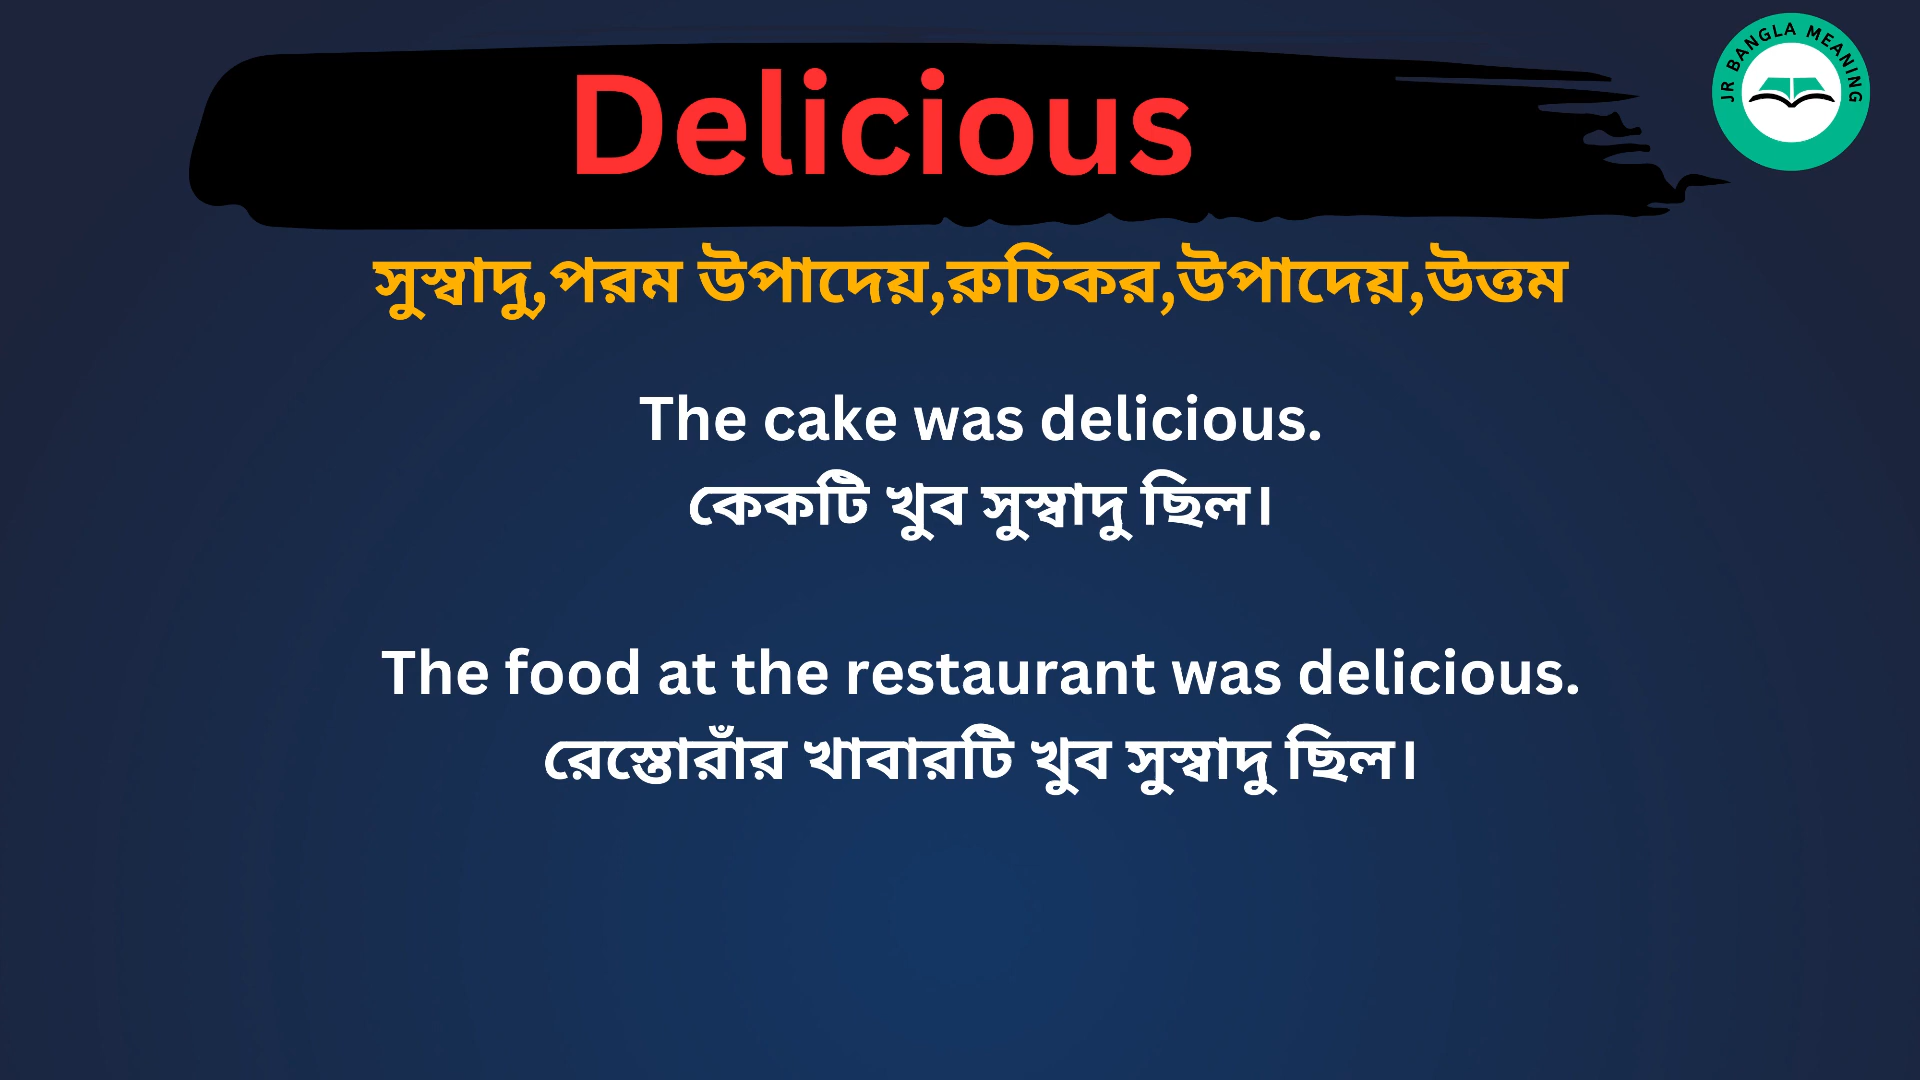 JR BANGLA MEANING
Delicious
সুস্বাদু,পরম উপাদেয়,রুচিকর,উপাদেয়,উত্তম
The cake was delicious.
কেকটি খুব সুস্বাদু ছিল।
The food at the restaurant was delicious.
রেস্তোরাঁর খাবারটি খুব সুস্বাদু ছিল।